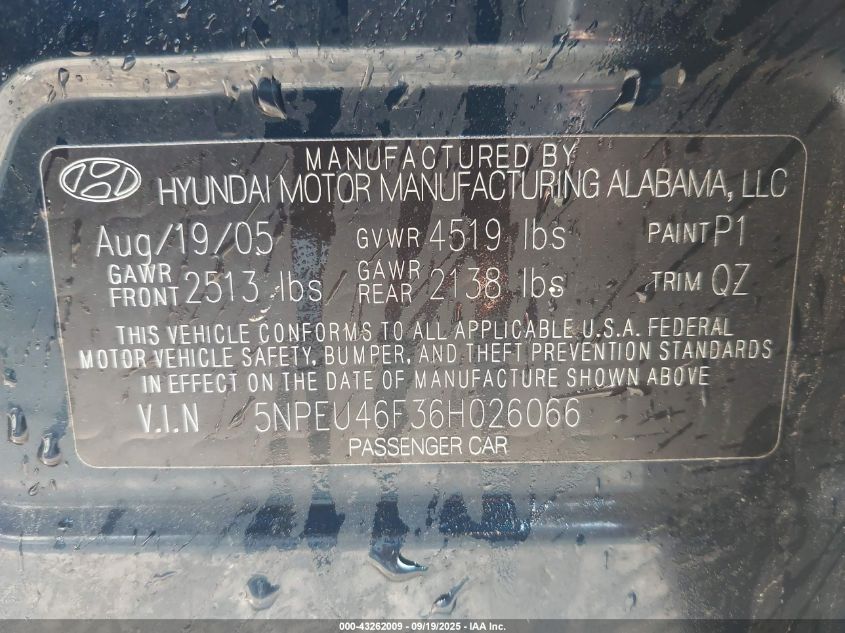 MANUFACTURED BY
HYUNDAI MOTOR MANUFACTURING ALABAMA, LLC
Aug/19/05 GVWR 4519 lbs PAINT P1
GAWR FRONT 2513 lbs GAWR REAR 2138 lbs TRIM QZ
THIS VEHICLE CONFORMS TO ALL APPLICABLE U.S.A. FEDERAL
MOTOR VEHICLE SAFETY, BUMPER, AND THEFT PREVENTION STANDARDS
IN EFFECT ON THE DATE OF MANUFACTURE SHOWN ABOVE
V.I.N 5NPEU46F36H026066
PASSENGER CAR
000-43262009 - 09/19/2025 - IAA Inc.